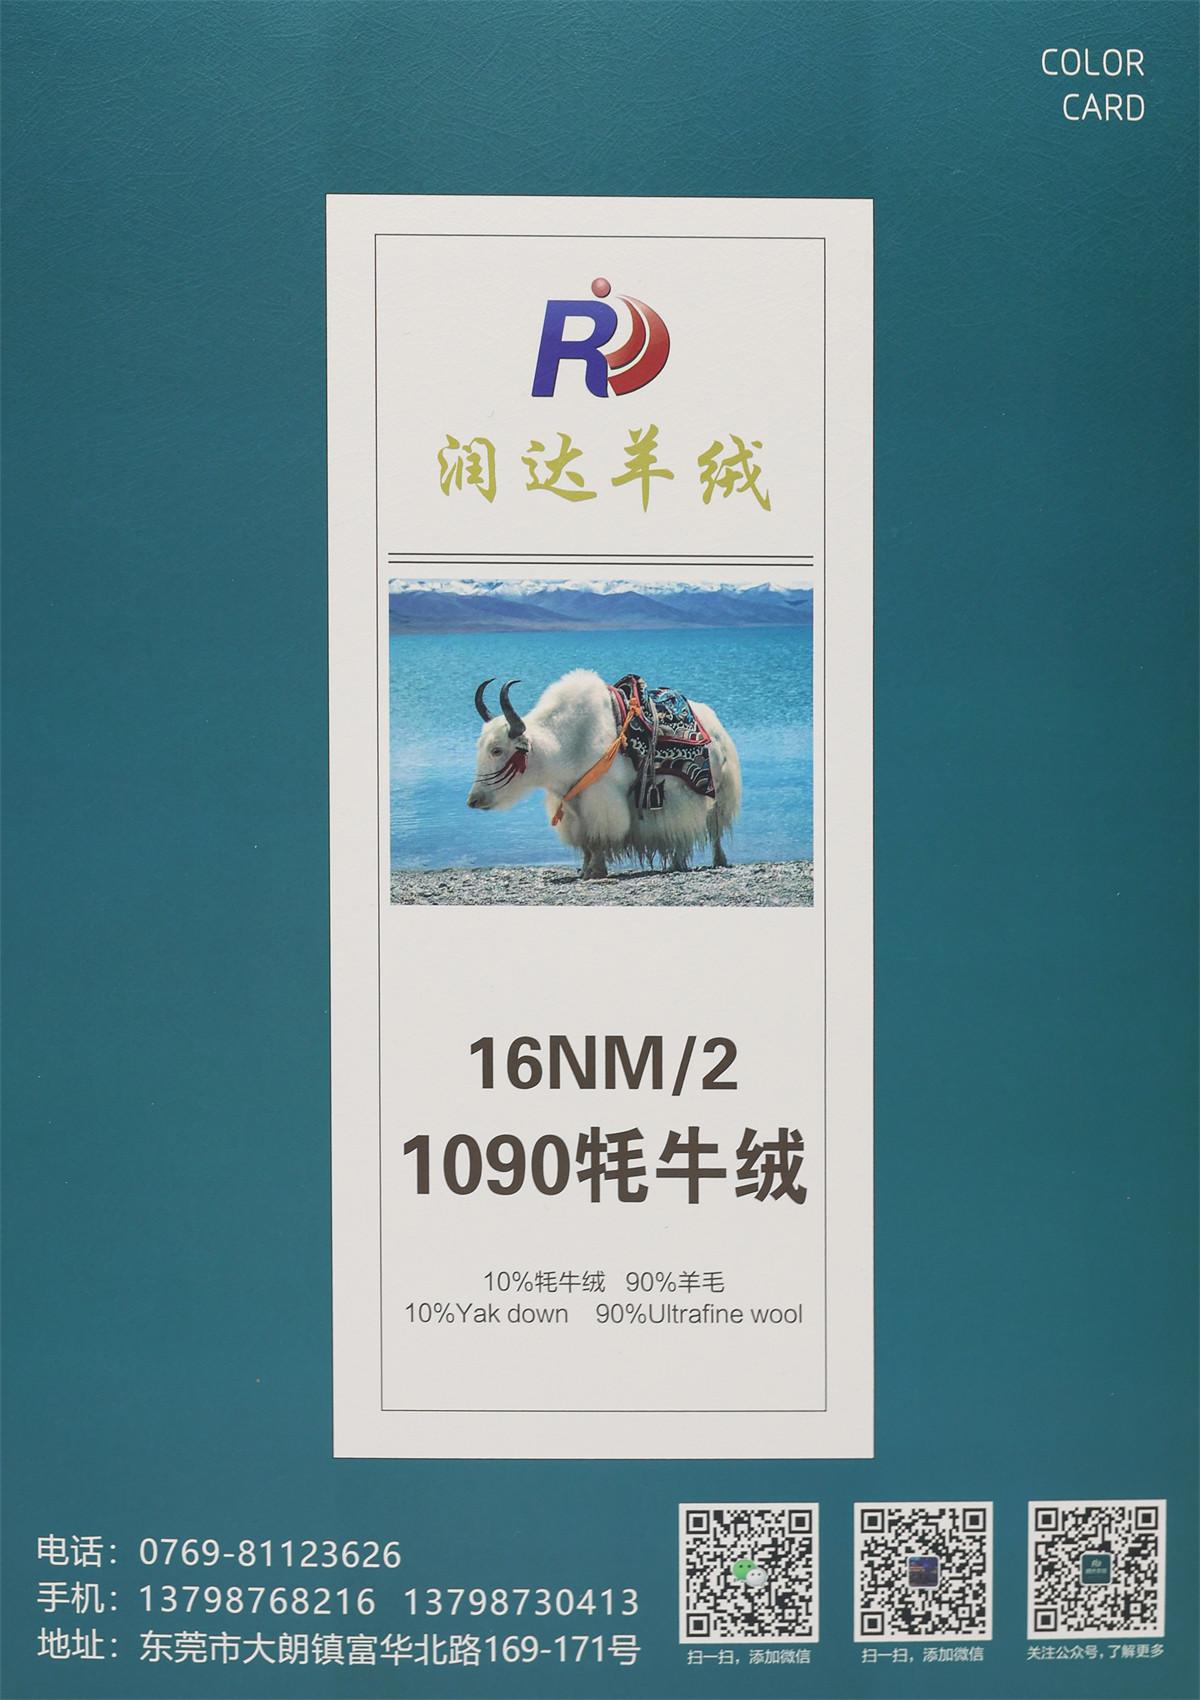 COLOR
CARD
润达羊绒
16NM/2
1090牦牛绒
10%牦牛绒 90%羊毛
10%Yak down 90%Ultrafine wool
电话：0769-81123626
手机：13798768216 13798730413
地址：东莞市大朗镇富华北路169-171号
扫一扫，添加微信
扫一扫，添加微信
关注公众号，了解更多